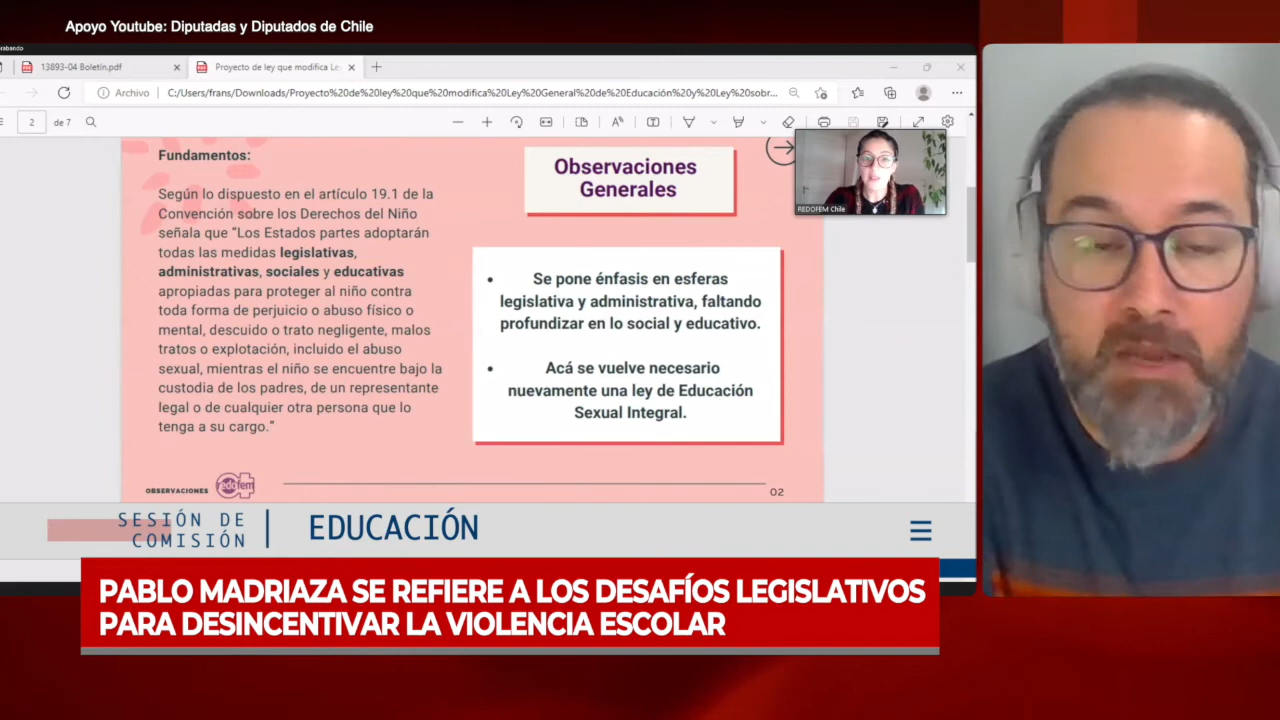 Apoyo Youtube: Diputadas y Diputados de Chile
rabando
13893-04 Boletín.pdf
Proyecto de ley que modifica Le
Archivo
C:/Users/frans/Downloads/Proyecto%20de%20ley%20que%20modifica%20Ley%20General%20de%20Educación%20y%20Ley%20sobr...
2
de 7
Fundamentos:
Según lo dispuesto en el artículo 19.1 de la
Convención sobre los Derechos del Niño
señala que “Los Estados partes adoptarán
todas las medidas legislativas,
administrativas, sociales y educativas
apropiadas para proteger al niño contra
toda forma de perjuicio o abuso físico o
mental, descuido o trato negligente, malos
tratos o explotación, incluido el abuso
sexual, mientras el niño se encuentre bajo la
custodia de los padres, de un representante
legal o de cualquier otra persona que lo
tenga a su cargo.”
Observaciones
Generales
REDOFEM Chile
• Se pone énfasis en esferas
legislativa y administrativa, faltando
profundizar en lo social y educativo.
• Acá se vuelve necesario
nuevamente una ley de Educación
Sexual Integral.
OBSERVACIONES
redofem
02
SESIÓN DE
COMISIÓN
EDUCACIÓN
PABLO MADRIAZA SE REFIERE A LOS DESAFÍOS LEGISLATIVOS
PARA DESINCENTIVAR LA VIOLENCIA ESCOLAR